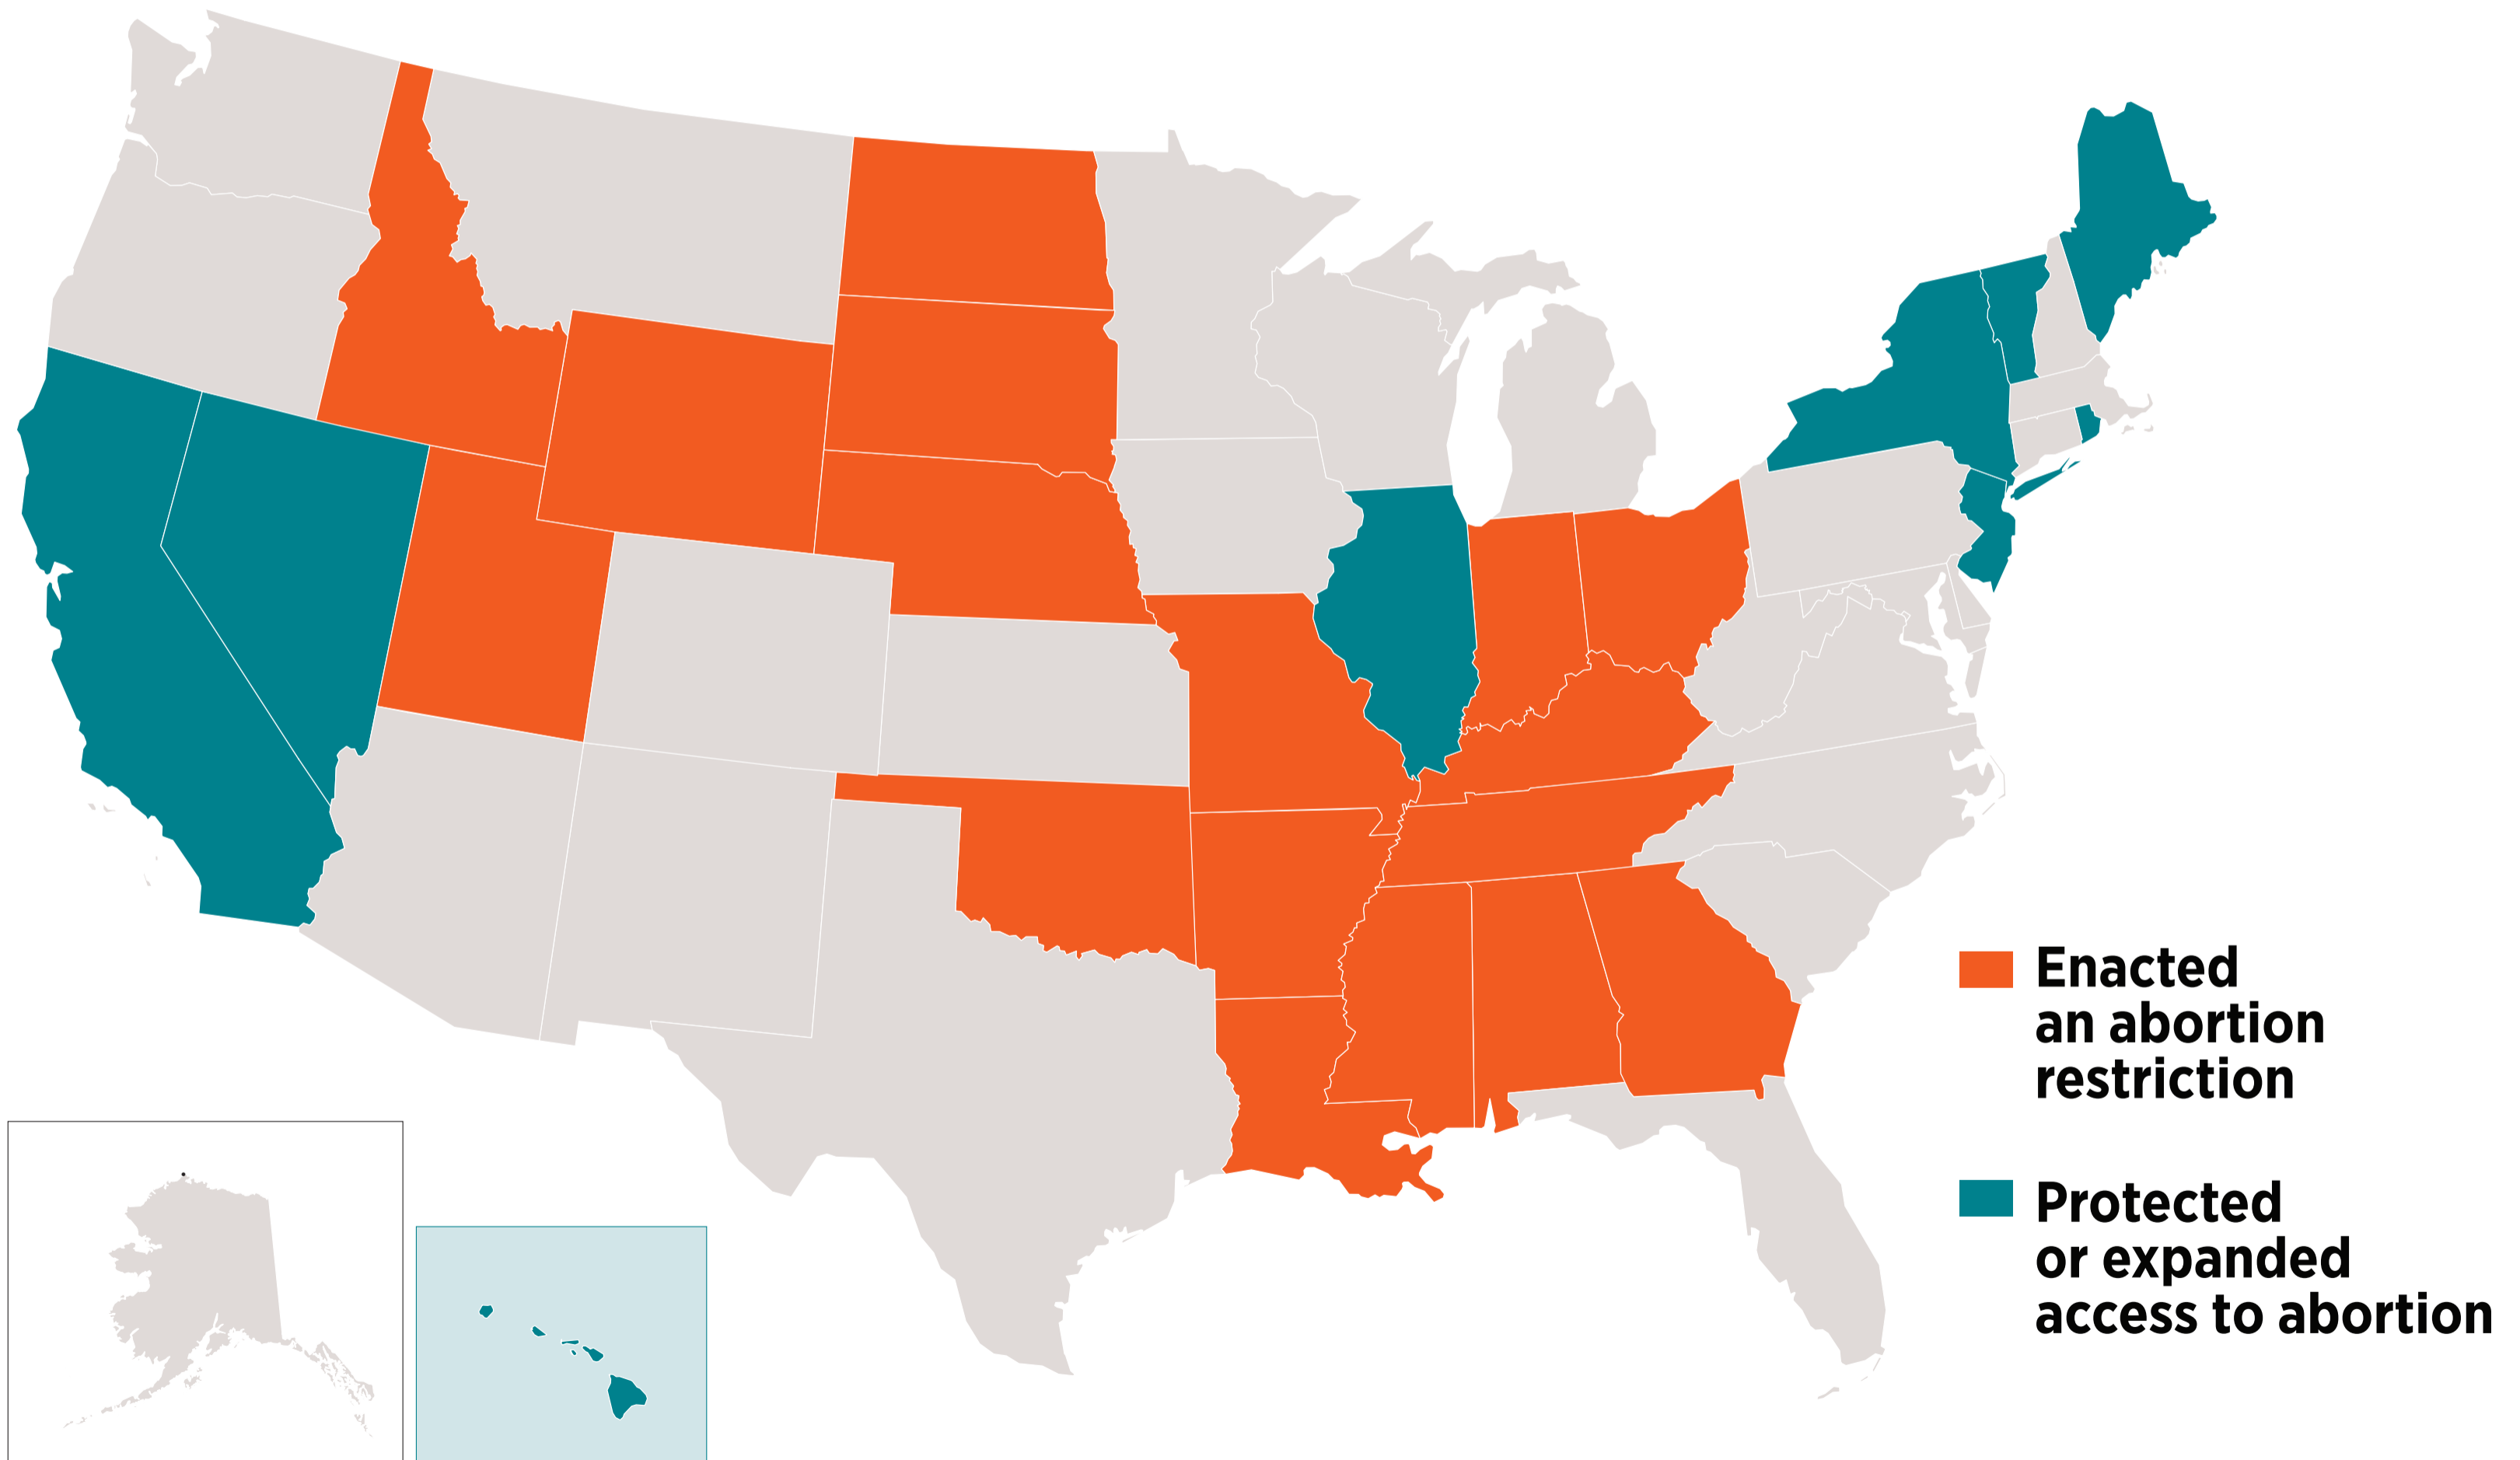 Enacted
an abortion
restriction
Protected
or expanded
access to abortion